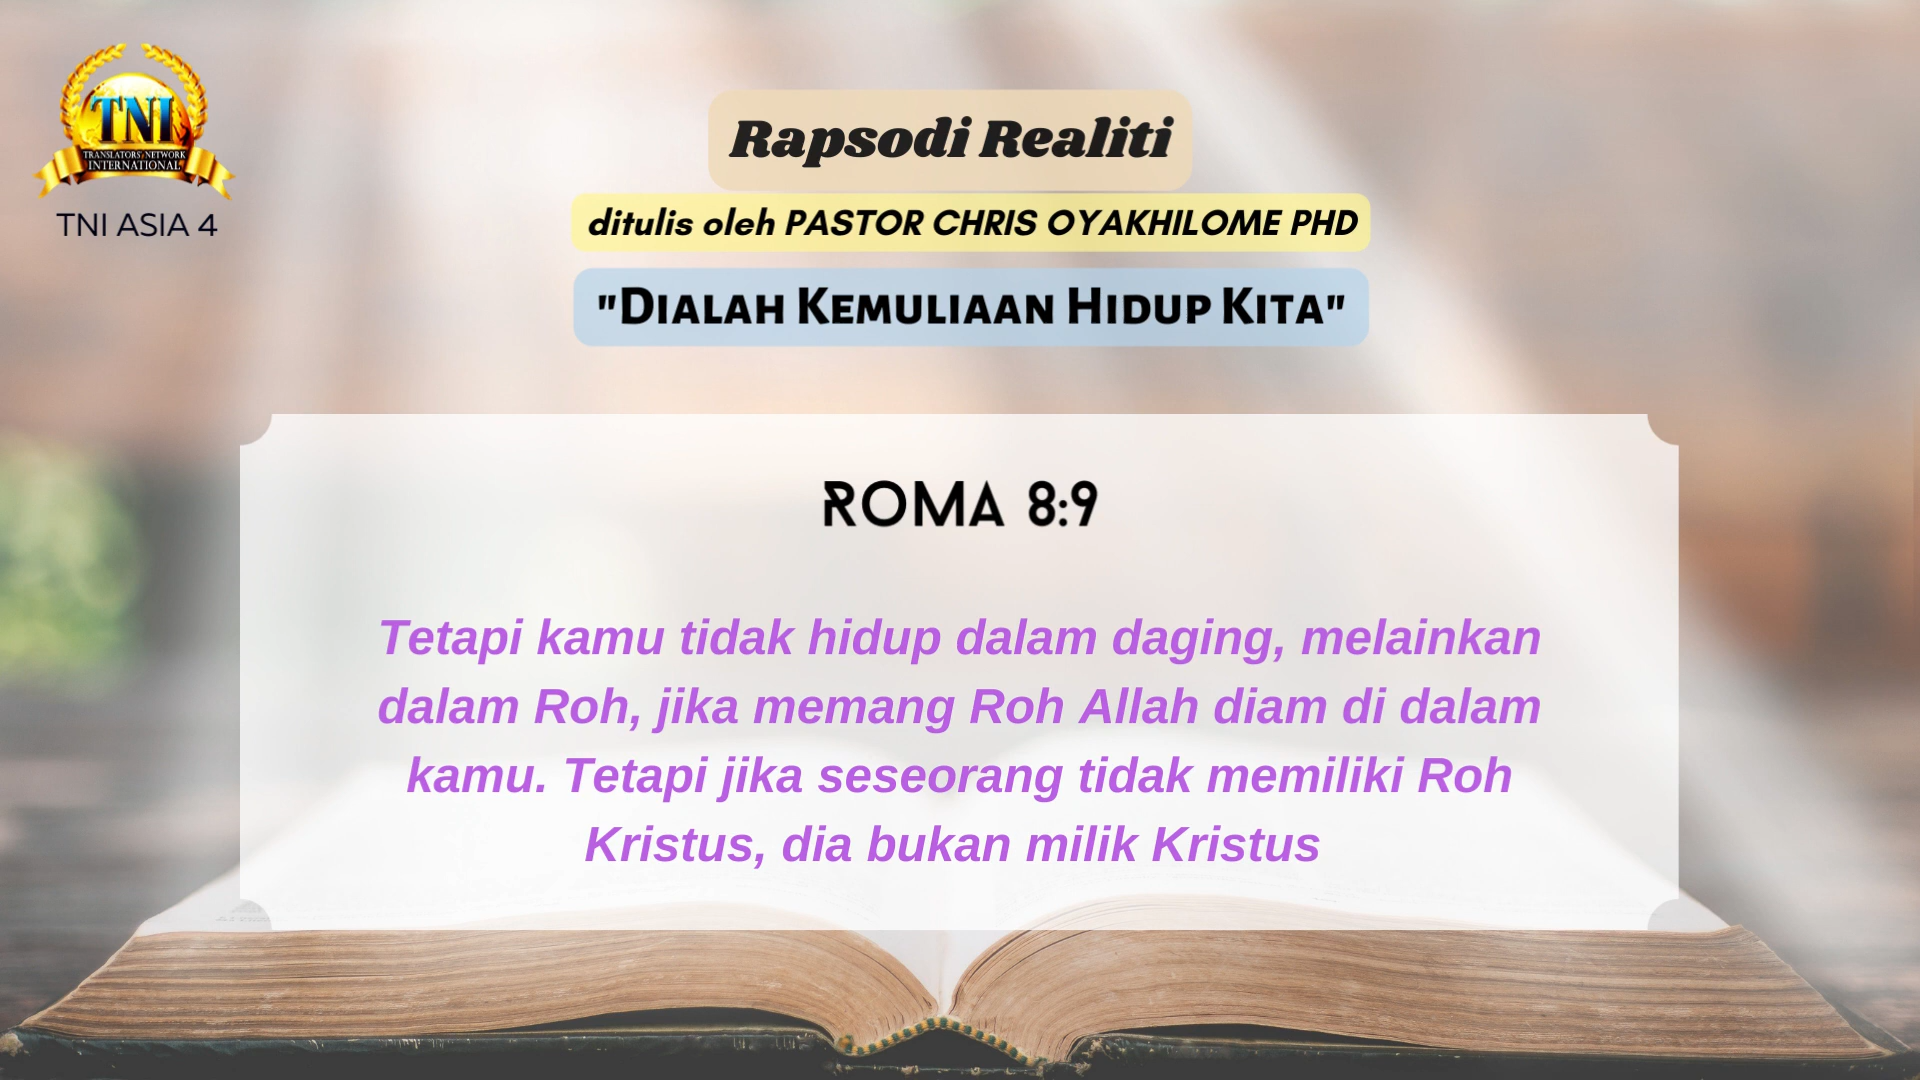 TNI
TRANSLATORS NETWORK
INTERNATIONAL
TNI ASIA 4
Rapsodi Realiti
ditulis oleh PASTOR CHRIS OYAKHILOME PHD
"Dialah Kemuliaan Hidup Kita"
ROMA 8:9
Tetapi kamu tidak hidup dalam daging, melainkan
dalam Roh, jika memang Roh Allah diam di dalam
kamu. Tetapi jika seseorang tidak memiliki Roh
Kristus, dia bukan milik Kristus